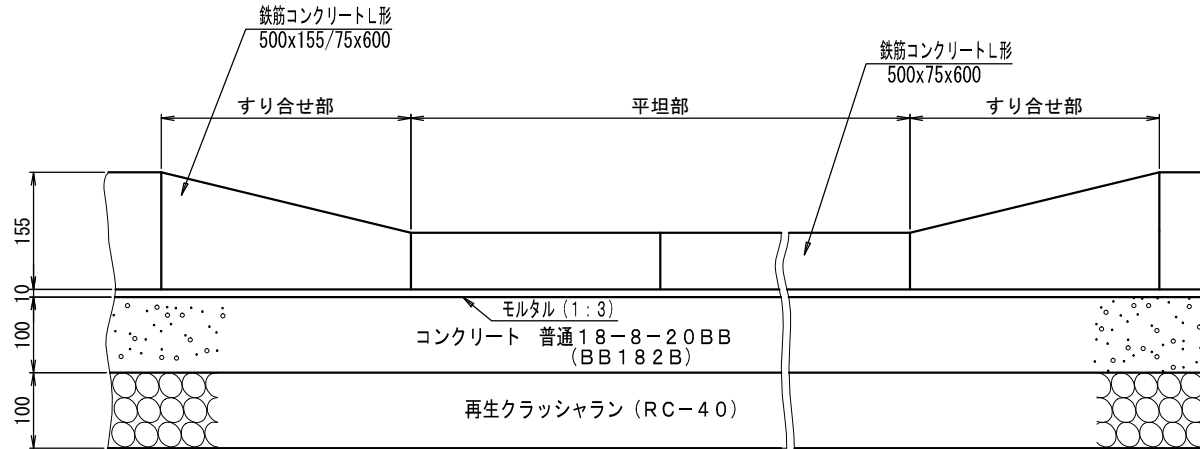 鉄筋コンクリートL形
500x155/75x600
鉄筋コンクリートL形
500x75x600
すり合せ部
平坦部
すり合せ部
155
10
100
100
モルタル(1:3)
コンクリート 普通18-8-20BB
(BB182B)
再生クラッシャラン(RC-40)